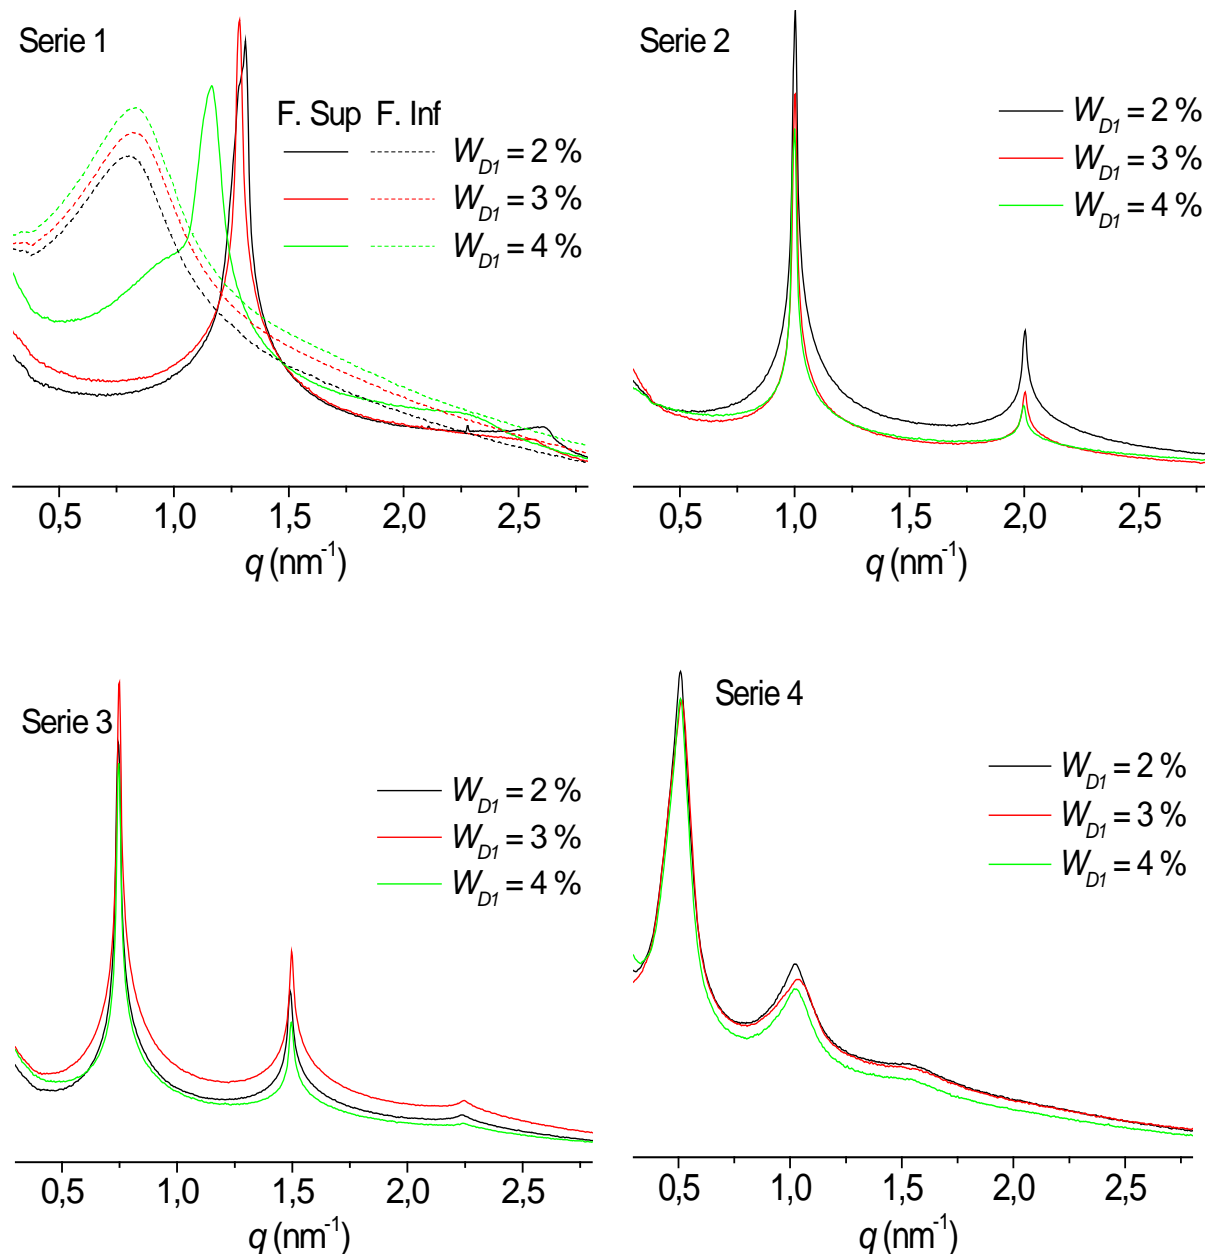 Serie 1
F. Sup F. Inf
W_D1 = 2 %
W_D1 = 3 %
W_D1 = 4 %
0,5 1,0 1,5 2,0 2,5
q (nm⁻¹)
Serie 2
W_D1 = 2 %
W_D1 = 3 %
W_D1 = 4 %
0,5 1,0 1,5 2,0 2,5
q (nm⁻¹)
Serie 3
W_D1 = 2 %
W_D1 = 3 %
W_D1 = 4 %
0,5 1,0 1,5 2,0 2,5
q (nm⁻¹)
Serie 4
W_D1 = 2 %
W_D1 = 3 %
W_D1 = 4 %
0,5 1,0 1,5 2,0 2,5
q (nm⁻¹)